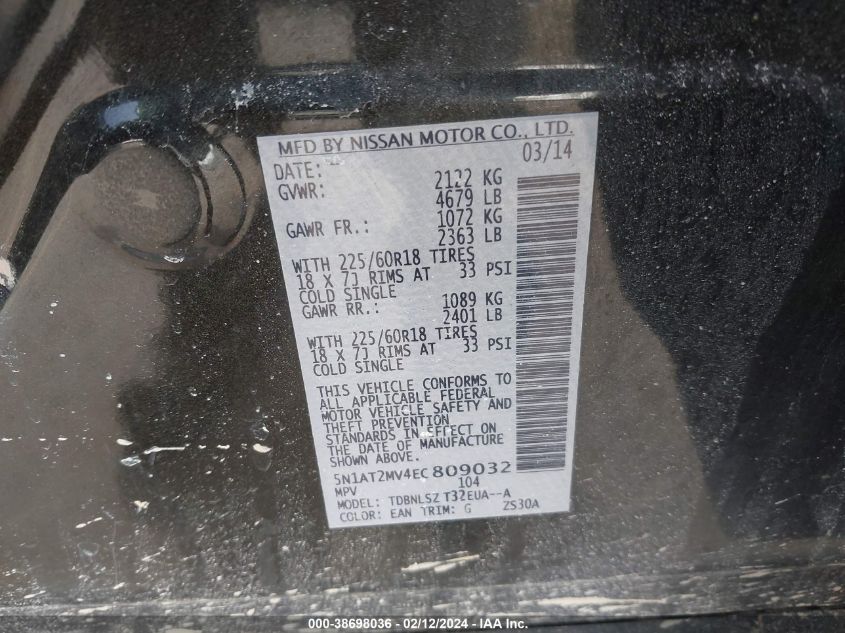 MFD BY NISSAN MOTOR CO., LTD.
DATE: 03/14
GVWR: 2122 KG
4679 LB
GAWR FR.: 1072 KG
2363 LB
WITH 225/60R18 TIRES
18 X 7J RIMS AT 33 PSI
COLD SINGLE
GAWR RR.: 1089 KG
2401 LB
WITH 225/60R18 TIRES
18 X 7J RIMS AT 33 PSI
COLD SINGLE
THIS VEHICLE CONFORMS TO
ALL APPLICABLE FEDERAL
MOTOR VEHICLE SAFETY AND
THEFT PREVENTION
STANDARDS IN EFFECT ON
THE DATE OF MANUFACTURE
SHOWN ABOVE.
5N1AT2MV4EC809032
MPV 104
MODEL: TDBNLSZ T32EUA--A
COLOR: EAN TRIM: G ZS30A
000-38698036 - 02/12/2024 - IAA Inc.